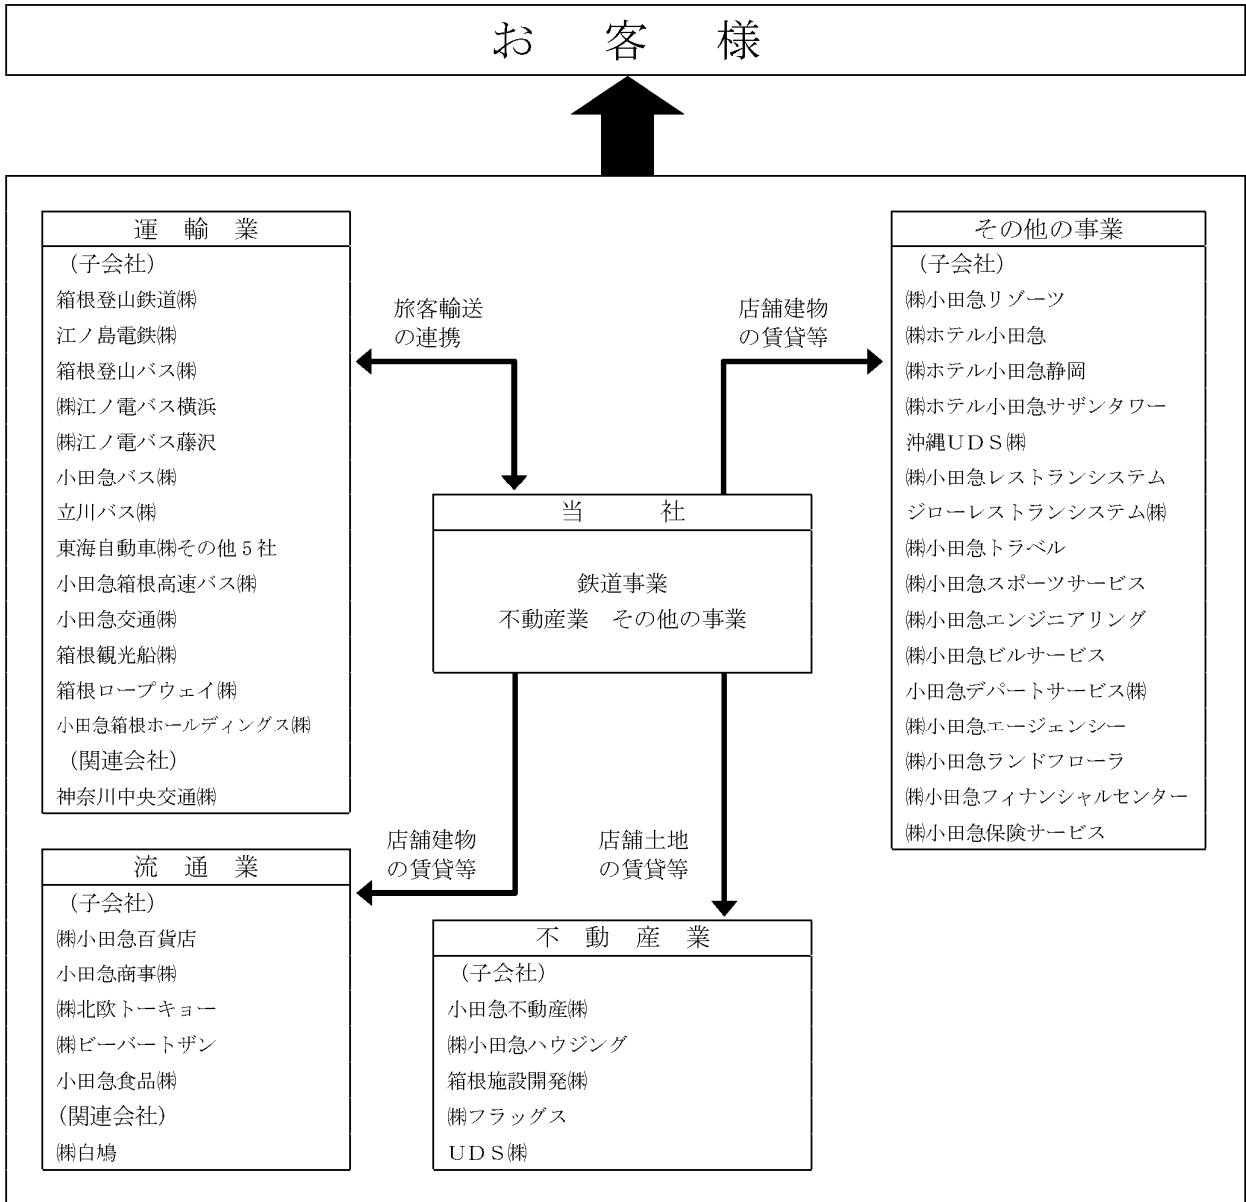 お　客　様
運　輸　業
（子会社）
箱根登山鉄道㈱
江ノ島電鉄㈱
箱根登山バス㈱
㈱江ノ電バス横浜
㈱江ノ電バス藤沢
小田急バス㈱
立川バス㈱
東海自動車㈱その他５社
小田急箱根高速バス㈱
小田急交通㈱
箱根観光船㈱
箱根ロープウェイ㈱
小田急箱根ホールディングス㈱
（関連会社）
神奈川中央交通㈱
旅客輸送
の連携
店舗建物
の賃貸等
その他の事業
（子会社）
㈱小田急リゾーツ
㈱ホテル小田急
㈱ホテル小田急静岡
㈱ホテル小田急サザンタワー
沖縄ＵＤＳ㈱
㈱小田急レストランシステム
ジローレストランシステム㈱
㈱小田急トラベル
㈱小田急スポーツサービス
㈱小田急エンジニアリング
㈱小田急ビルサービス
小田急デパートサービス㈱
㈱小田急エージェンシー
㈱小田急ランドフローラ
㈱小田急フィナンシャルセンター
㈱小田急保険サービス
当　社
鉄道事業
不動産業　その他の事業
店舗建物
の賃貸等
店舗土地
の賃貸等
流　通　業
（子会社）
㈱小田急百貨店
小田急商事㈱
㈱北欧トーキョー
㈱ビーバートザン
小田急食品㈱
（関連会社）
㈱白鳩
不　動　産　業
（子会社）
小田急不動産㈱
㈱小田急ハウジング
箱根施設開発㈱
㈱フラッグス
ＵＤＳ㈱